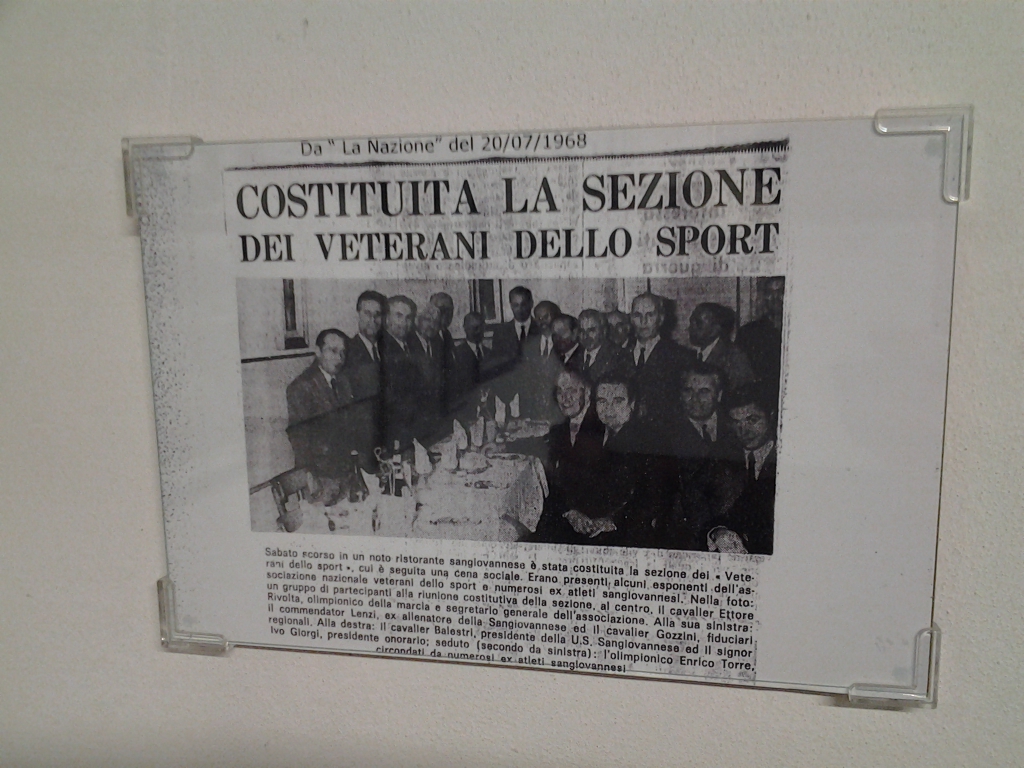 Da " La Nazione" del 20/07/1968
COSTITUITA LA SEZIONE
DEI VETERANI DELLO SPORT
Sabato scorso in un noto ristorante sangiovannese è stata costituita la sezione dei « Vete-
rani dello sport », cui è seguita una cena sociale. Erano presenti alcuni esponenti dell'as-
sociazione nazionale veterani dello sport e numerosi ex atleti sangiovannesi. Nella foto:
un gruppo di partecipanti alla riunione costitutiva della sezione, al centro, il cavalier Ettore
Rivolta, olimpionico della marcia e segretario generale dell'associazione. Alla sua sinistra:
il commendator Lenzi, ex allenatore della Sangiovannese ed il cavalier Gozzini, fiduciari
regionali. Alla destra: il cavalier Balestri, presidente della U.S. Sangiovannese ed il signor
Ivo Giorgi, presidente onorario; seduto (secondo da sinistra): l'olimpionico Enrico Torre,
circondati da numerosi ex atleti sangiovannesi